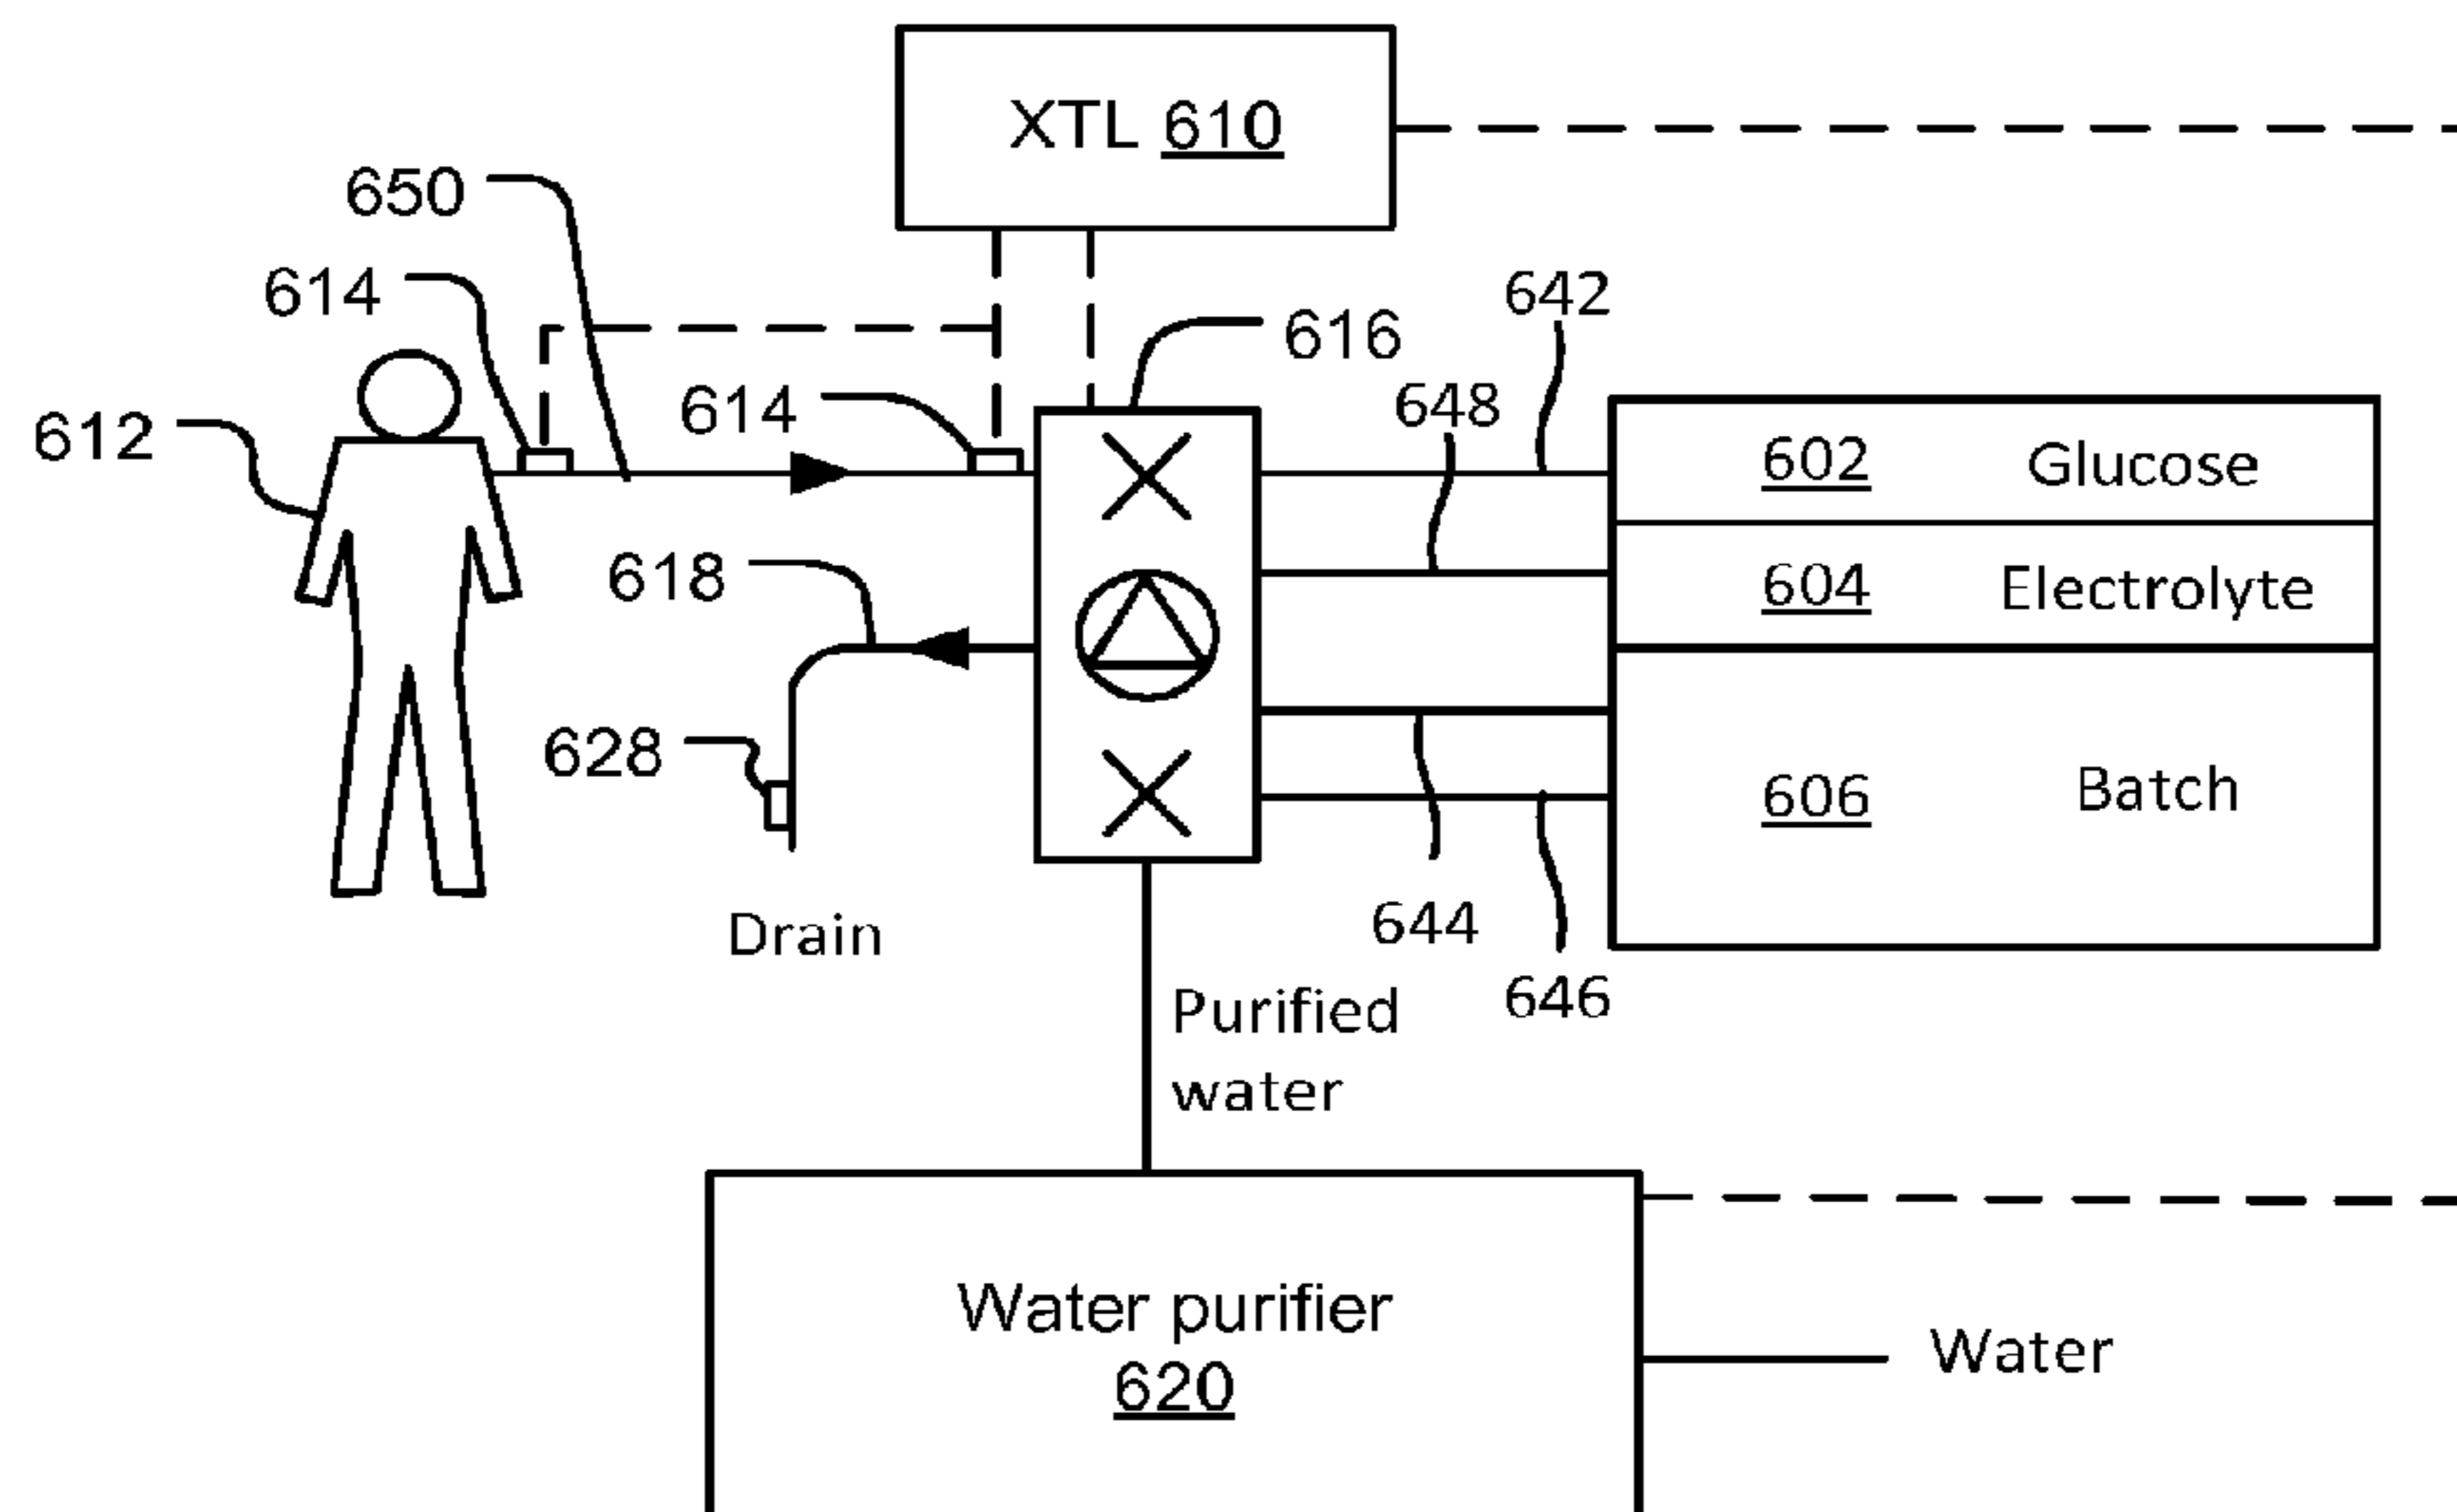 XTL 610
650
614
642
616
648
614
612
602 Glucose
618
604 Electrolyte
628
606 Batch
644
Drain
646
Purified
water
Water purifier
620
Water